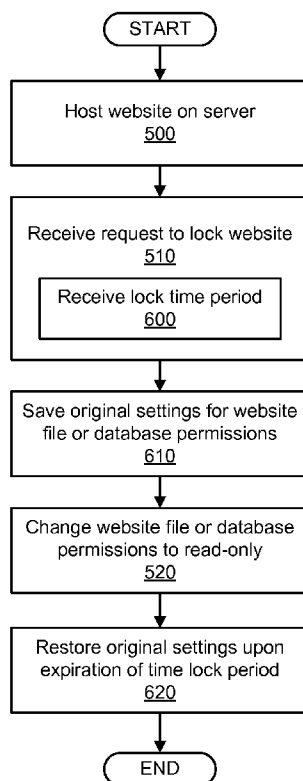 START
Host website on server
500
Receive request to lock website
510
Receive lock time period
600
Save original settings for website
file or database permissions
610
Change website file or database
permissions to read-only
520
Restore original settings upon
expiration of time lock period
620
END